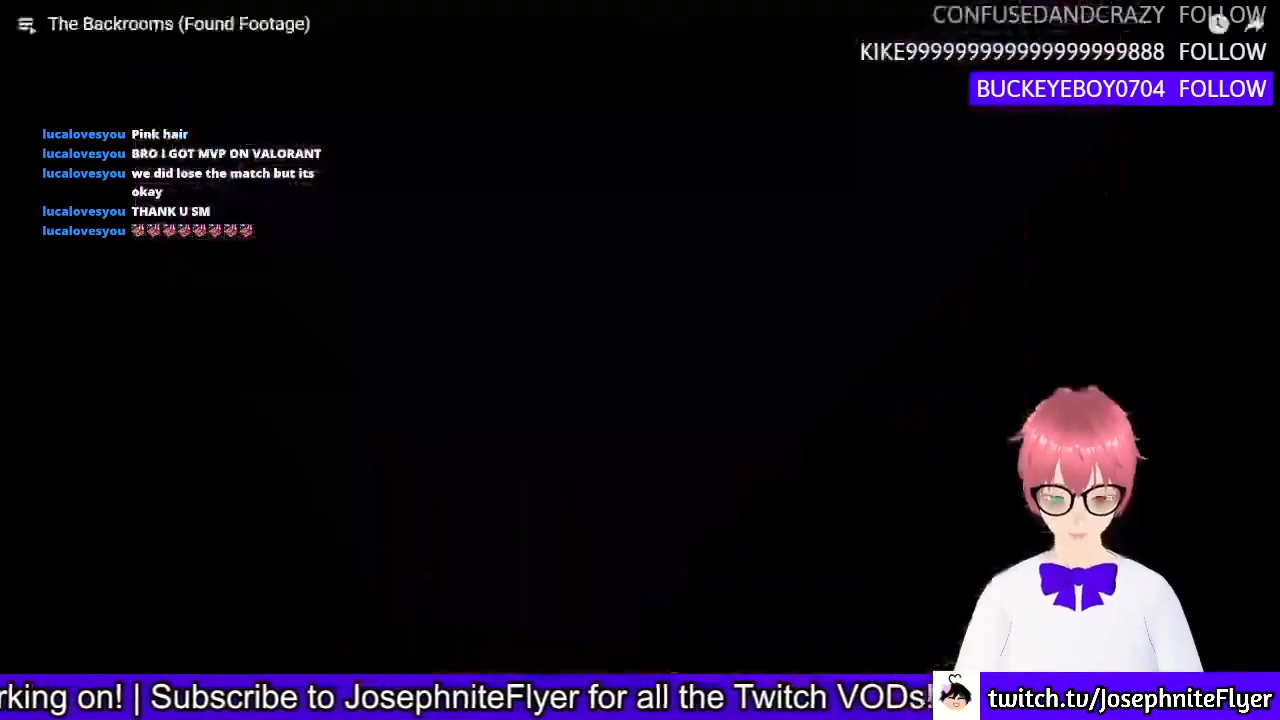 The Backrooms (Found Footage)
CONFUSEDANDCRAZY FOLLOW
KIKE999999999999999999888 FOLLOW
BUCKEYEBOY0704 FOLLOW
lucalovesyou Pink hair
lucalovesyou BRO I GOT MVP ON VALORANT
lucalovesyou we did lose the match but its
okay
lucalovesyou THANK U SM
lucalovesyou
rking on! | Subscribe to JosephniteFlyer for all the Twitch VODs!
twitch.tv/JosephniteFlyer